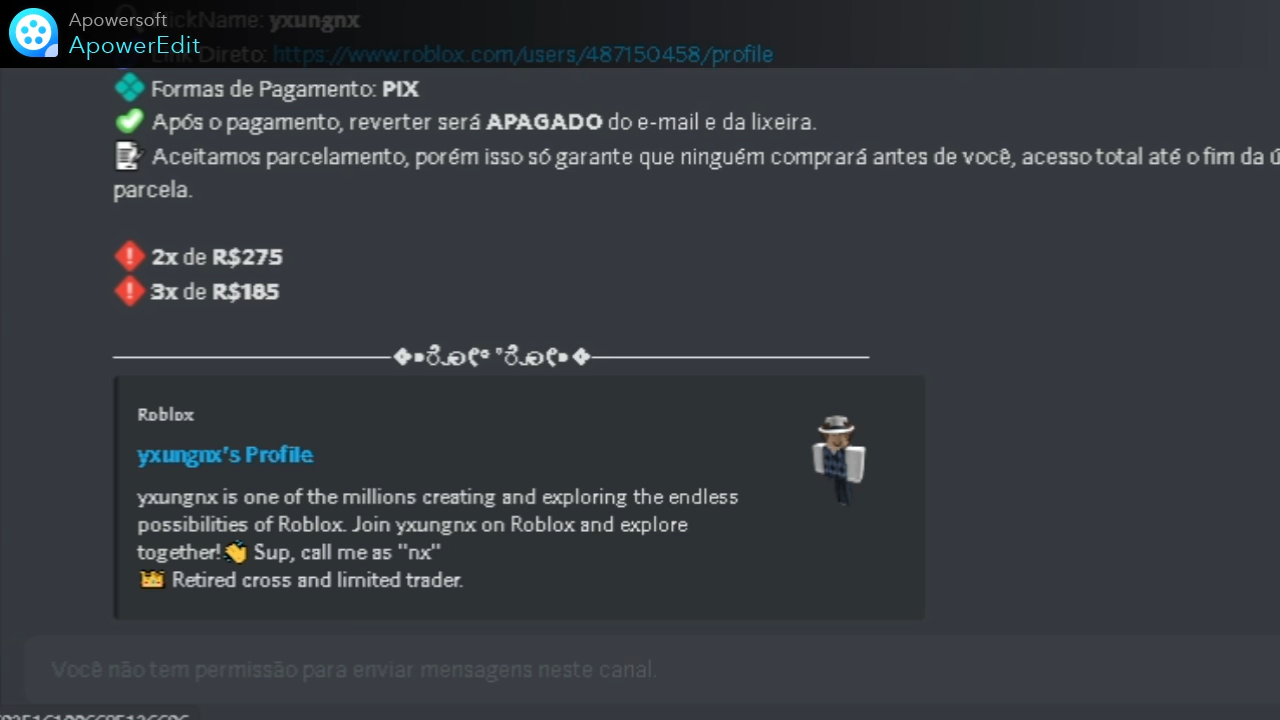 Apowersoft
ApowerEdit
NickName: yxungnx
Link Direto: https://www.roblox.com/users/487150458/profile
Formas de Pagamento: PIX
Após o pagamento, reverter será APAGADO do e-mail e da lixeira.
Aceitamos parcelamento, porém isso só garante que ninguém comprará antes de você, acesso total até o fim da ú
parcela.
2x de R$275
3x de R$185
Roblox
yxungnx's Profile
yxungnx is one of the millions creating and exploring the endless
possibilities of Roblox. Join yxungnx on Roblox and explore
together!👋 Sup, call me as "nx"
👑 Retired cross and limited trader.
Você não tem permissão para enviar mensagens neste canal.